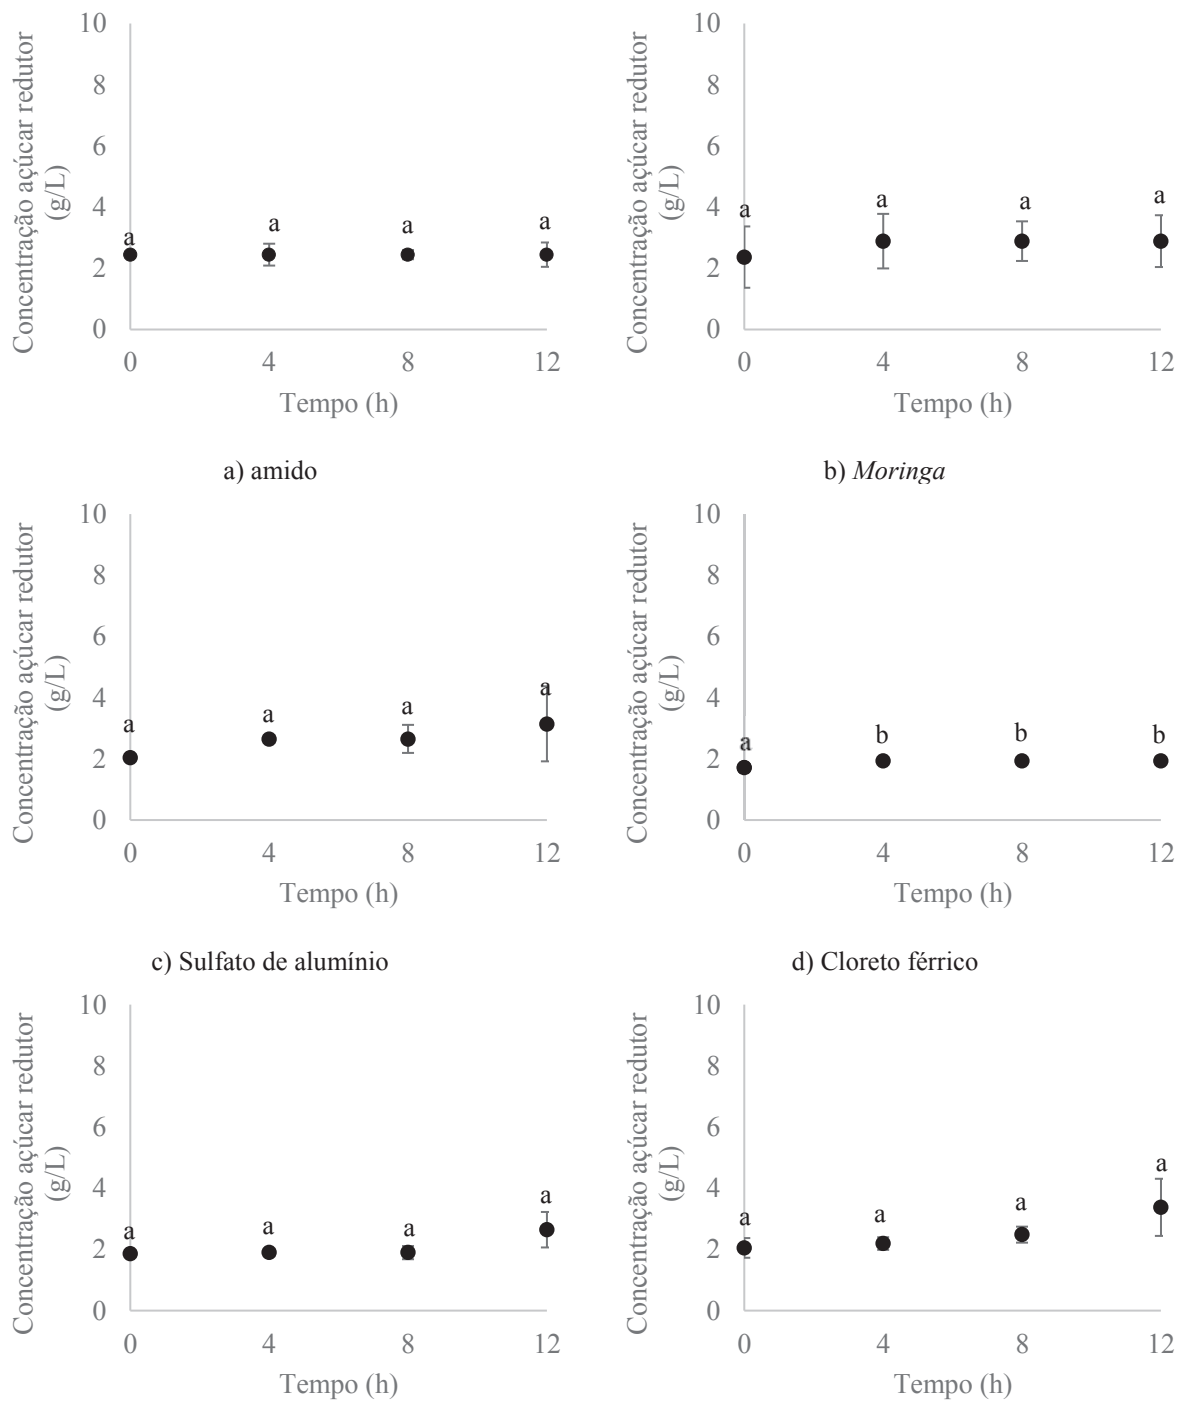 10
8
6
4
2
0
Concentração açúcar redutor
(g/L)
a
a
a
a
0
4
8
12
Tempo (h)
a) amido
10
8
6
4
2
0
Concentração açúcar redutor
(g/L)
a
a
a
a
0
4
8
12
Tempo (h)
b) Moringa
10
8
6
4
2
0
Concentração açúcar redutor
(g/L)
a
a
a
a
0
4
8
12
Tempo (h)
c) Sulfato de alumínio
10
8
6
4
2
0
Concentração açúcar redutor
(g/L)
a
b
b
b
0
4
8
12
Tempo (h)
d) Cloreto férrico
10
8
6
4
2
0
Concentração açúcar redutor
(g/L)
a
a
a
a
0
4
8
12
Tempo (h)
10
8
6
4
2
0
Concentração açúcar redutor
(g/L)
a
a
a
a
0
4
8
12
Tempo (h)